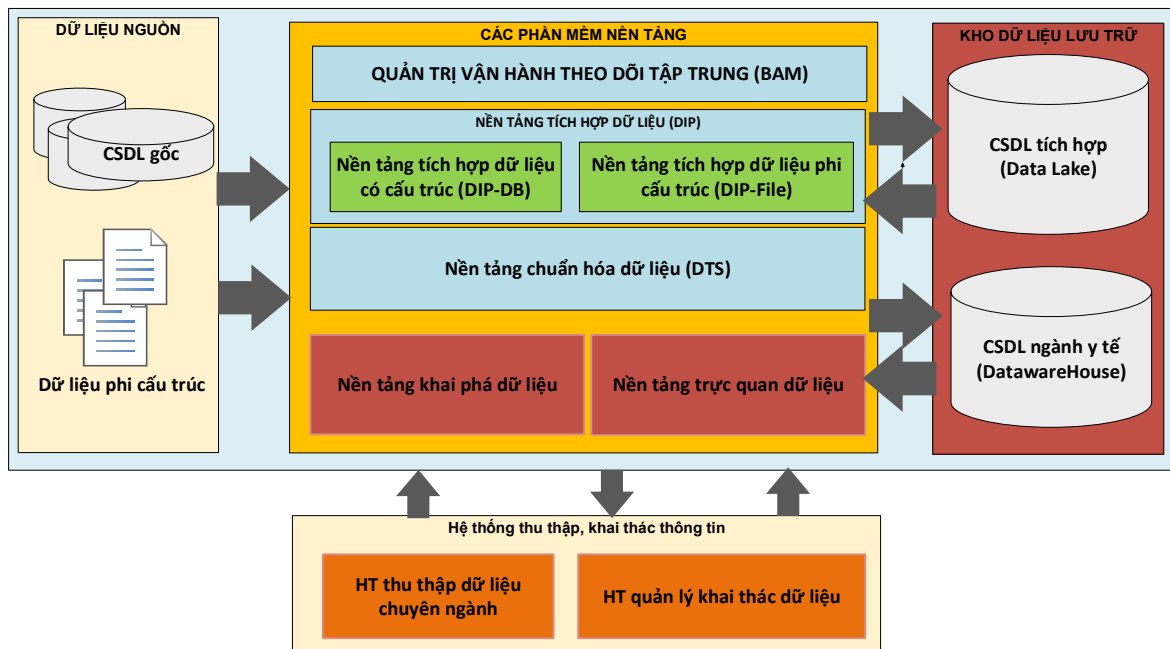 DỮ LIỆU NGUỒN
CSDL gốc
Dữ liệu phi cấu trúc
CÁC PHẦN MỀM NỀN TẢNG
QUẢN TRỊ VẬN HÀNH THEO DÕI TẬP TRUNG (BAM)
NỀN TẢNG TÍCH HỢP DỮ LIỆU (DIP)
Nền tảng tích hợp dữ liệu
có cấu trúc (DIP-DB)
Nền tảng tích hợp dữ liệu phi
cấu trúc (DIP-File)
Nền tảng chuẩn hóa dữ liệu (DTS)
Nền tảng khai phá dữ liệu
Nền tảng trực quan dữ liệu
KHO DỮ LIỆU LƯU TRỮ
CSDL tích hợp
(Data Lake)
CSDL ngành y tế
(DatawareHouse)
Hệ thống thu thập, khai thác thông tin
HT thu thập dữ liệu
chuyên ngành
HT quản lý khai thác dữ liệu